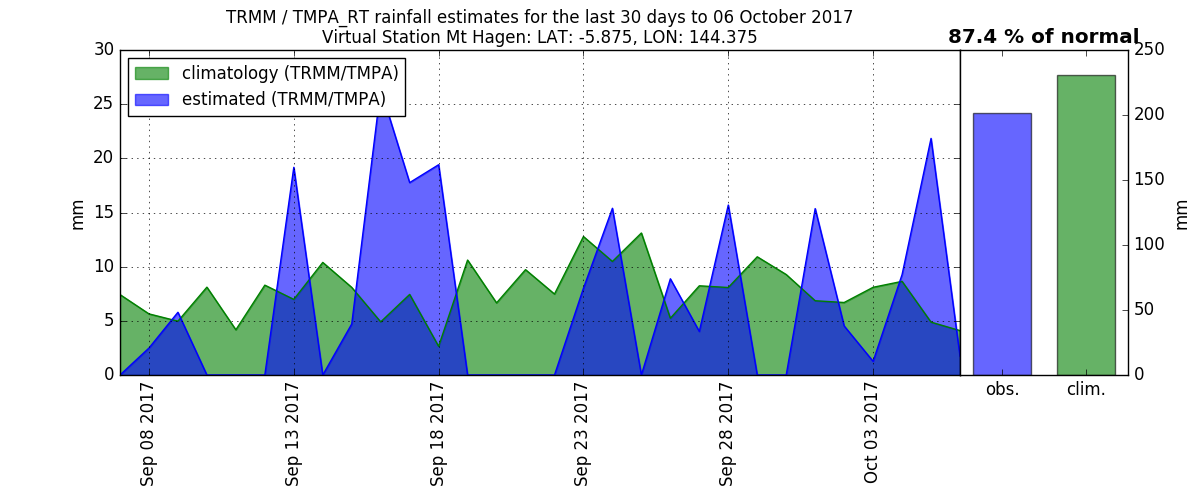 TRMM / TMPA_RT rainfall estimates for the last 30 days to 06 October 2017
Virtual Station Mt Hagen: LAT: -5.875, LON: 144.375
87.4 % of normal
climatology (TRMM/TMPA)
estimated (TRMM/TMPA)
30
25
20
15
10
5
0
mm
250
200
150
100
50
0
mm
Sep 08 2017
Sep 13 2017
Sep 18 2017
Sep 23 2017
Sep 28 2017
Oct 03 2017
obs.
clim.